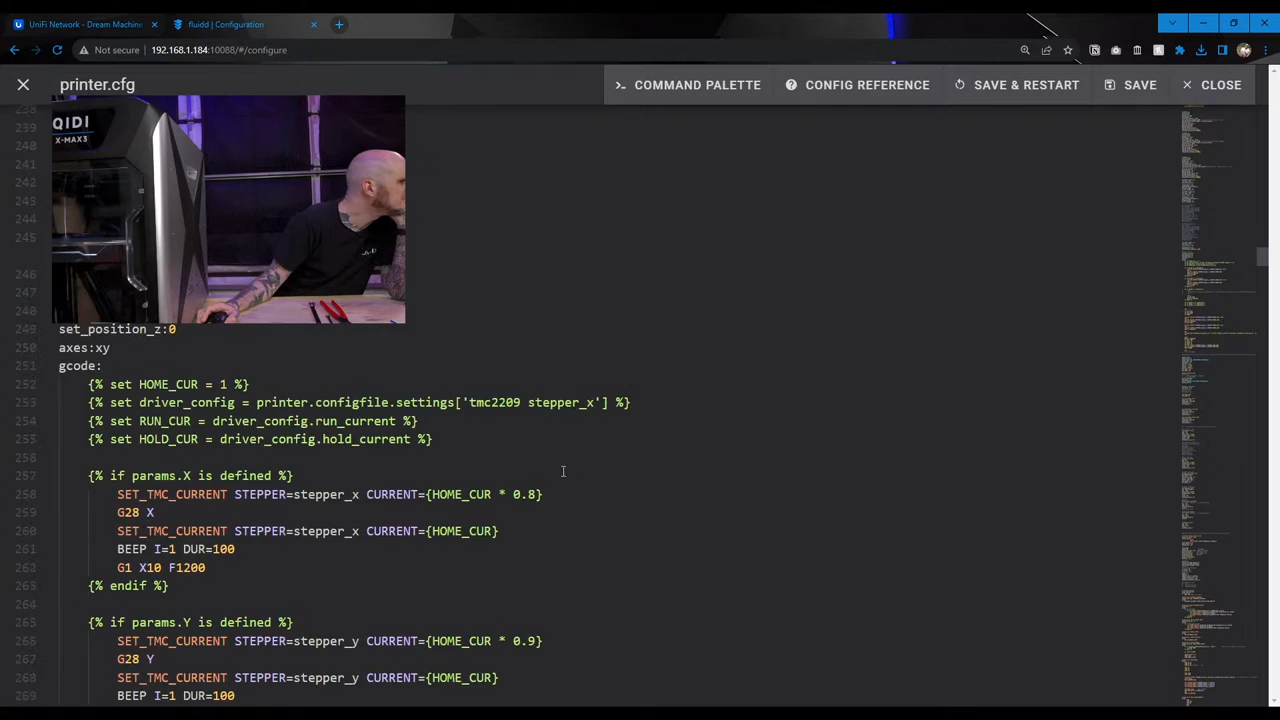 UniFi Network - Dream Machine
fluidd | Configuration
Not secure
192.168.1.184:10088/#/configure
printer.cfg
COMMAND PALETTE
CONFIG REFERENCE
SAVE & RESTART
SAVE
CLOSE
238
239
240
241
242
243
244
245
246
247
248
QIDI
X-MAX3
249 set_position_z:0
250 axes:xy
251 gcode:
252 {% set HOME_CUR = 1 %}
253 {% set driver_config = printer.configfile.settings['tmc2209 stepper_x'] %}
254 {% set RUN_CUR = driver_config.run_current %}
255 {% set HOLD_CUR = driver_config.hold_current %}
256
257 {% if params.X is defined %}
258 SET_TMC_CURRENT STEPPER=stepper_x CURRENT={HOME_CUR * 0.8}
259 G28 X
260 SET_TMC_CURRENT STEPPER=stepper_x CURRENT={HOME_CUR}
261 BEEP I=1 DUR=100
262 G1 X10 F1200
263 {% endif %}
264
265 {% if params.Y is defined %}
266 SET_TMC_CURRENT STEPPER=stepper_y CURRENT={HOME_CUR * 0.9}
267 G28 Y
268 SET_TMC_CURRENT STEPPER=stepper_y CURRENT={HOME_CUR}
269 BEEP I=1 DUR=100